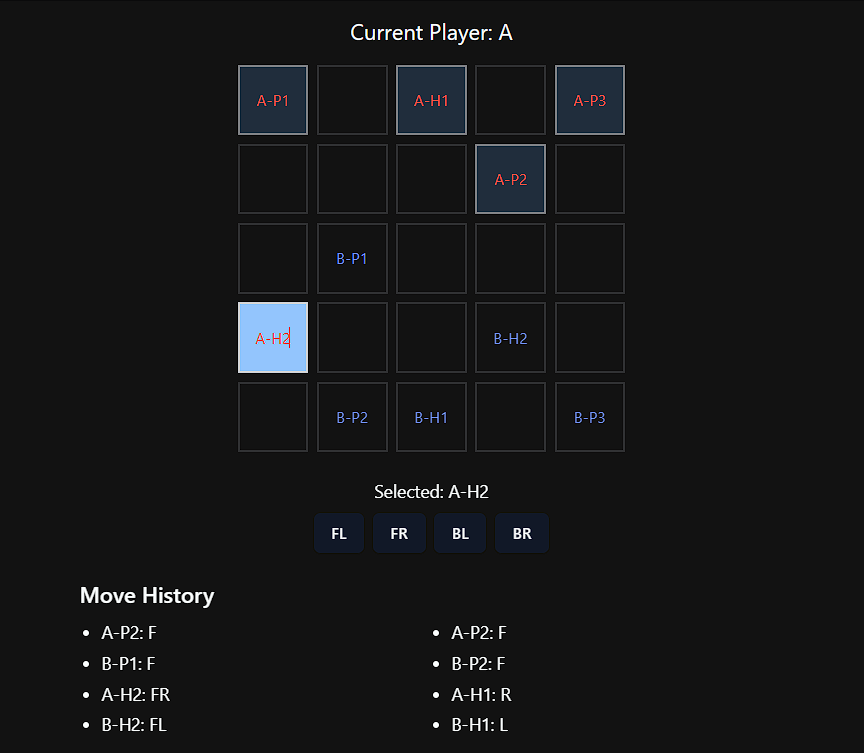 Current Player: A
A-P1 A-H1 A-P3
A-P2
B-P1
A-H2 B-H2
B-P2 B-H1 B-P3
Selected: A-H2
FL FR BL BR
Move History
• A-P2: F • A-P2: F
• B-P1: F • B-P2: F
• A-H2: FR • A-H1: R
• B-H2: FL • B-H1: L